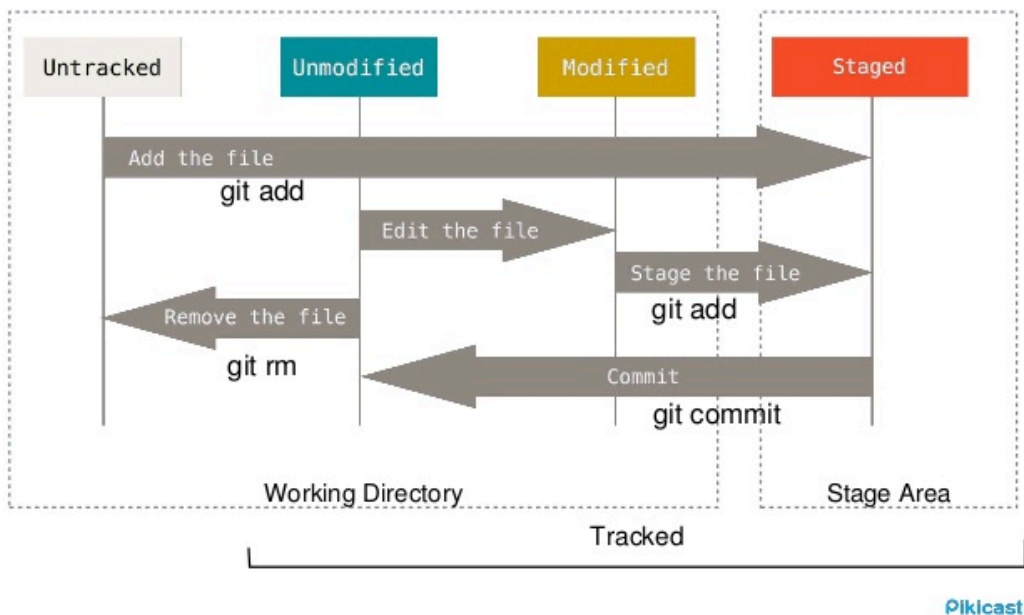 Untracked
Unmodified
Modified
Staged
Add the file
git add
Edit the file
Stage the file
git add
Remove the file
git rm
Commit
git commit
Working Directory
Stage Area
Tracked
Pikicast